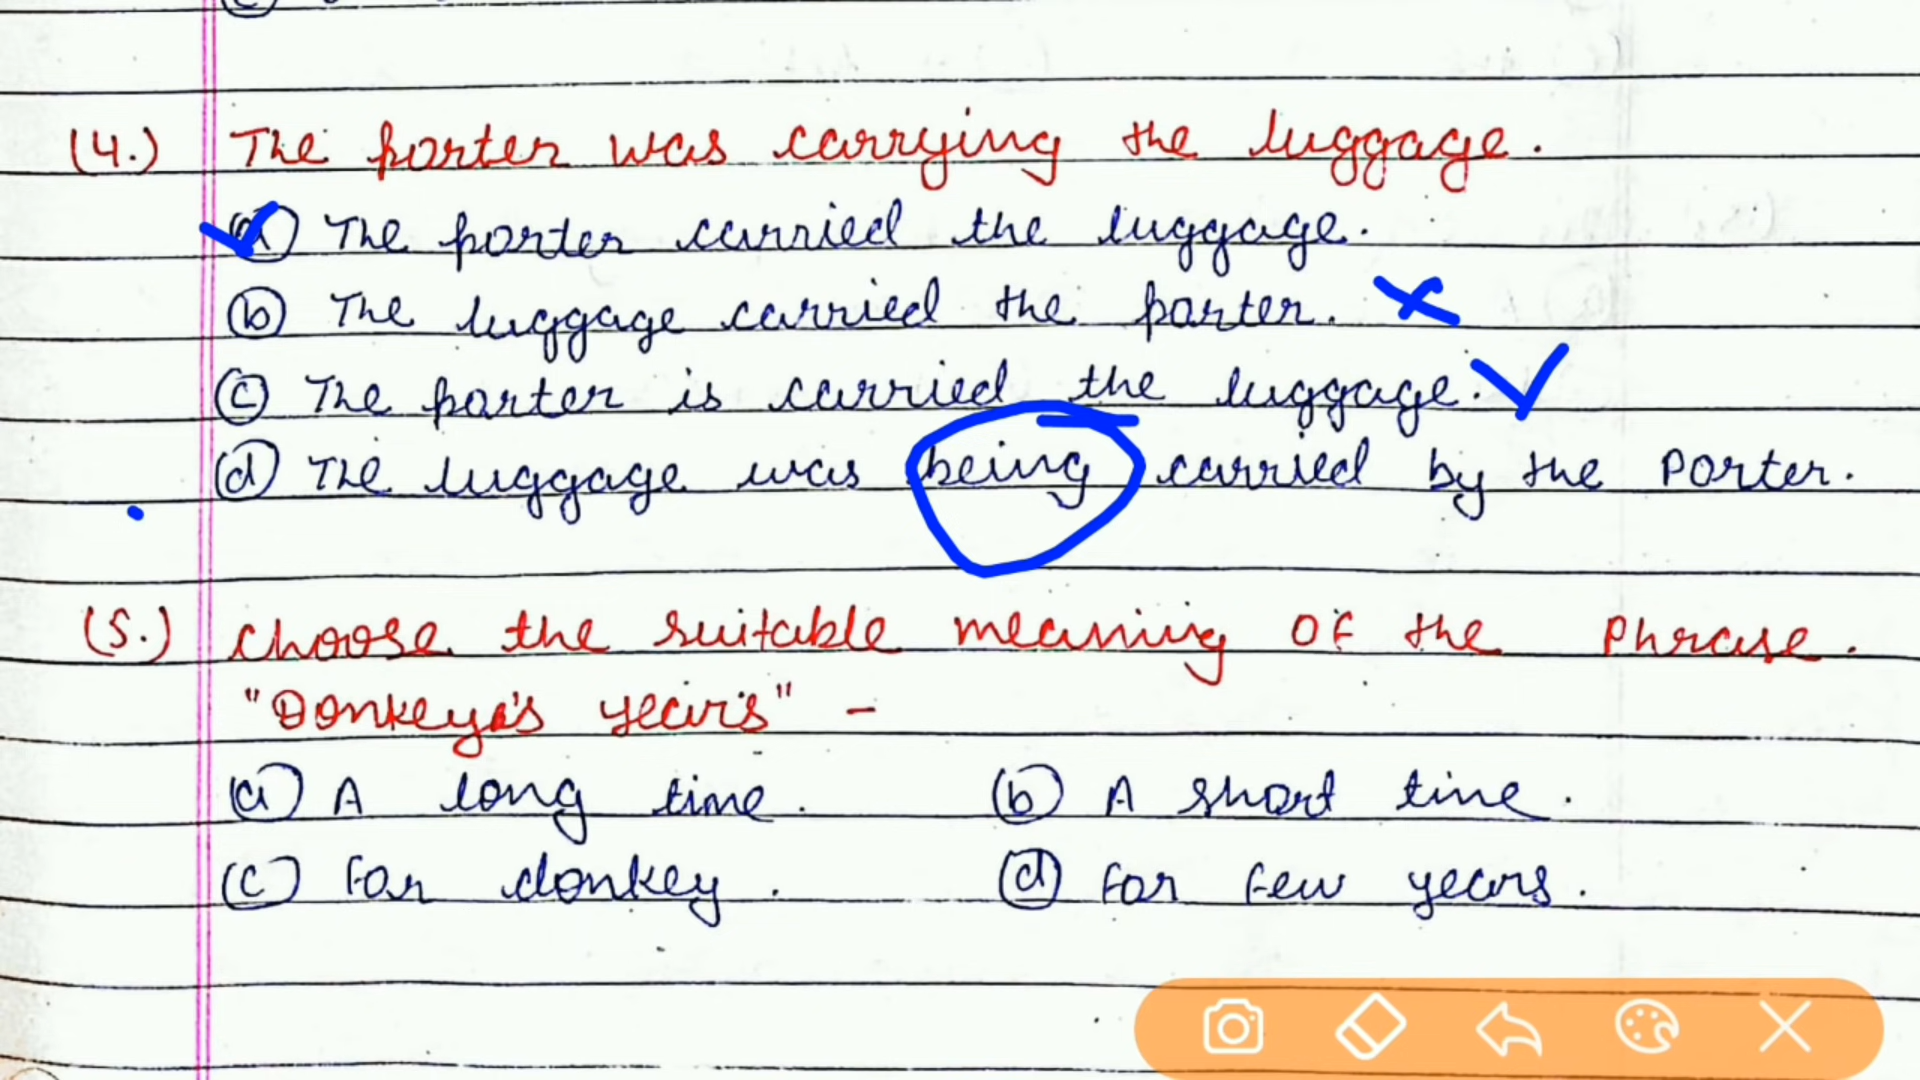 (4.) The porter was carrying the luggage.
(a) The porter carried the luggage.
(b) The luggage carried the porter.
(c) The porter is carried the luggage.
(d) The luggage was being carried by the Porter.
(5.) Choose the suitable meaning of the Phrase.
"Donkey's years" -
(a) A long time. (b) A short time.
(c) For donkey. (d) For few years.